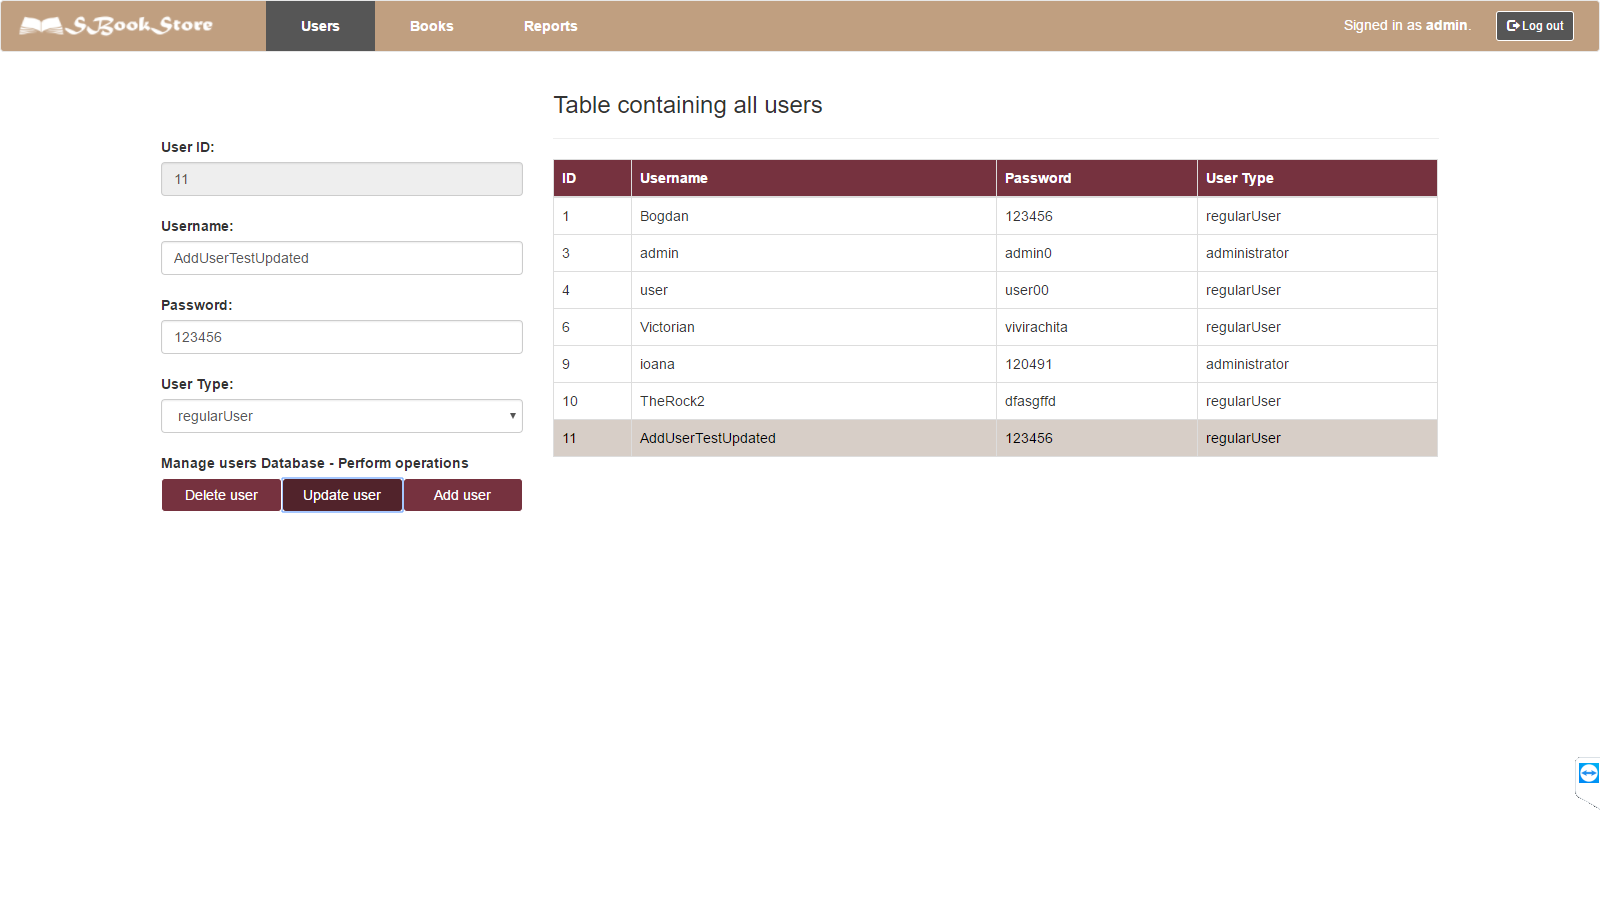 SBookStore
Users
Books
Reports
Signed in as admin.
Log out
Table containing all users
User ID:
11
Username:
AddUserTestUpdated
Password:
123456
User Type:
regularUser
Manage users Database - Perform operations
Delete user
Update user
Add user
ID Username Password User Type
1 Bogdan 123456 regularUser
3 admin admin0 administrator
4 user user00 regularUser
6 Victorian vivirachita regularUser
9 ioana 120491 administrator
10 TheRock2 dfasgffd regularUser
11 AddUserTestUpdated 123456 regularUser